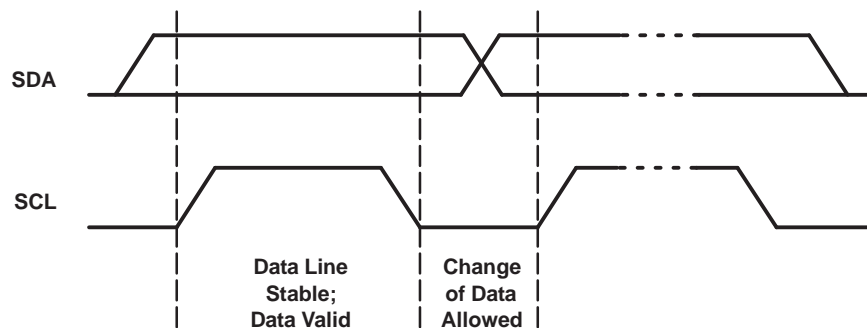 SDA
SCL
Data Line
Stable;
Data Valid
Change
of Data
Allowed